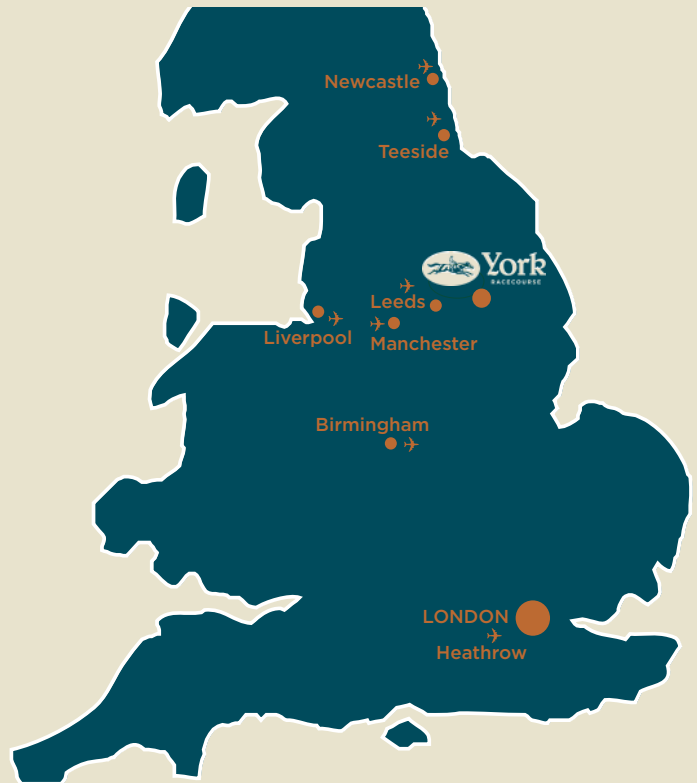 Newcastle
Teeside
York
RACECOURSE
Leeds
Liverpool
Manchester
Birmingham
LONDON
Heathrow